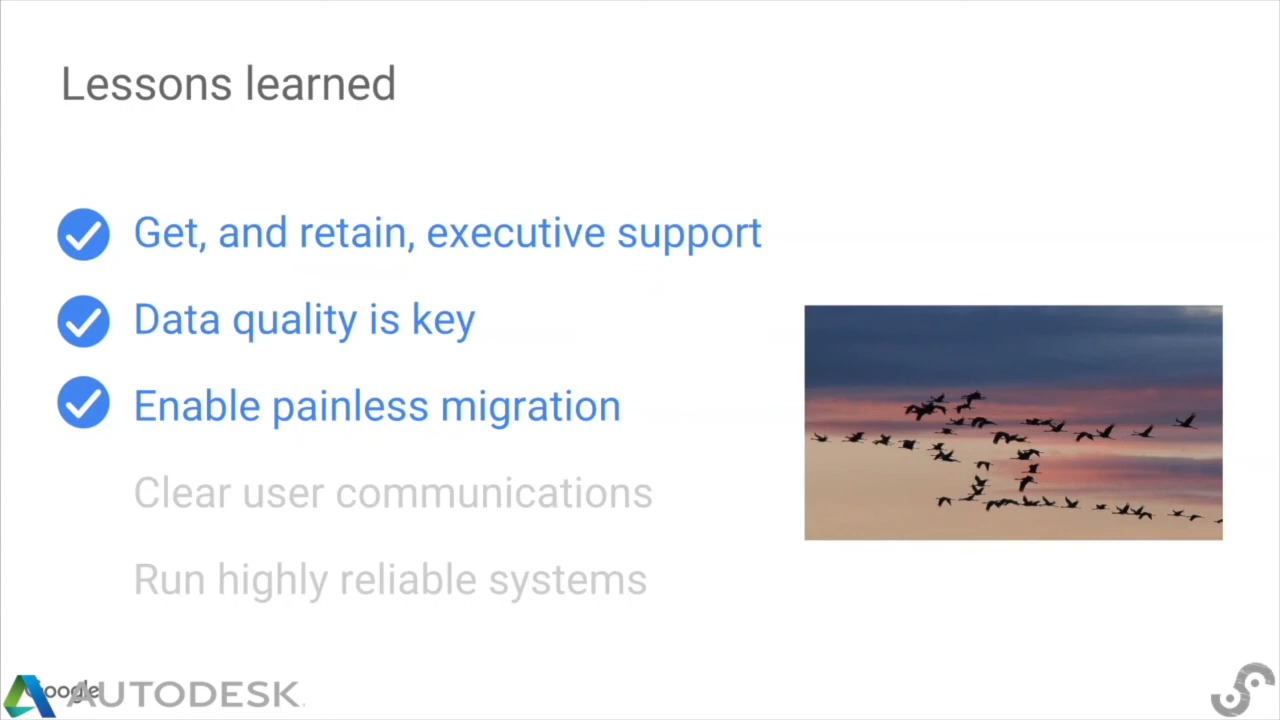 Lessons learned
Get, and retain, executive support
Data quality is key
Enable painless migration
Clear user communications
Run highly reliable systems
Google
AUTODESK.